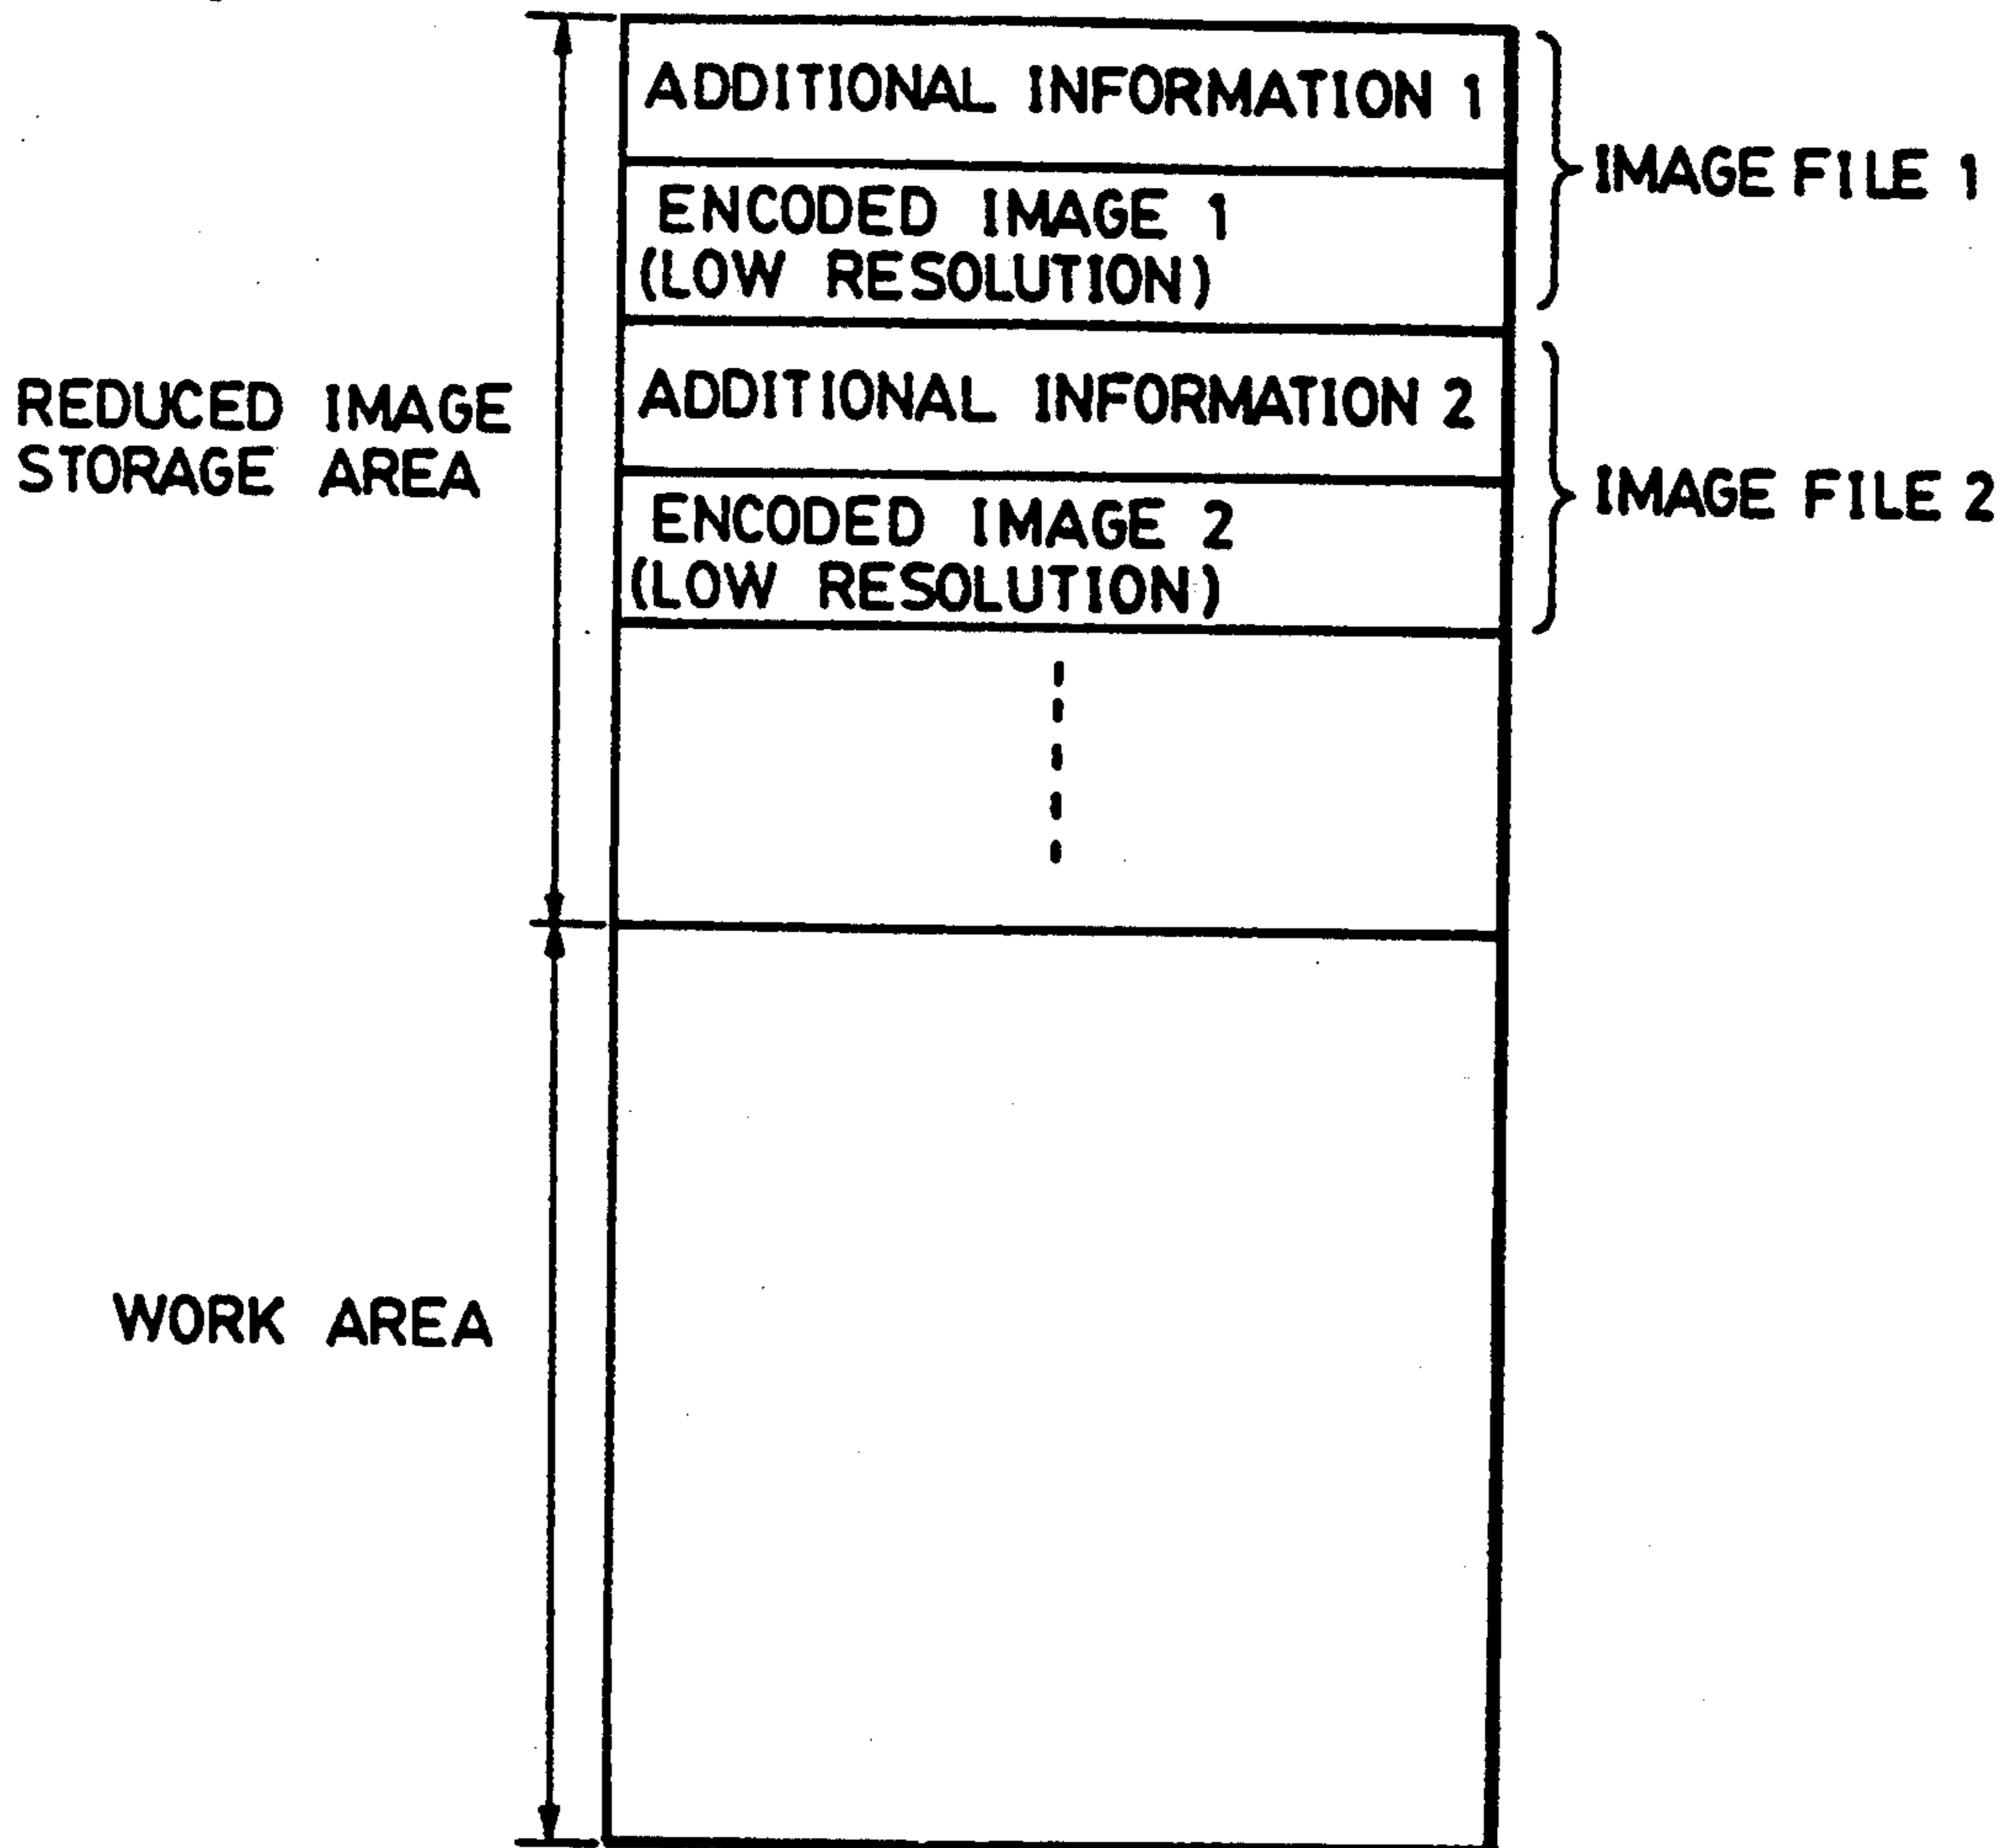 ADDITIONAL INFORMATION 1
ENCODED IMAGE 1
(LOW RESOLUTION)
IMAGE FILE 1
REDUCED IMAGE
STORAGE AREA
ADDITIONAL INFORMATION 2
ENCODED IMAGE 2
(LOW RESOLUTION)
IMAGE FILE 2
WORK AREA